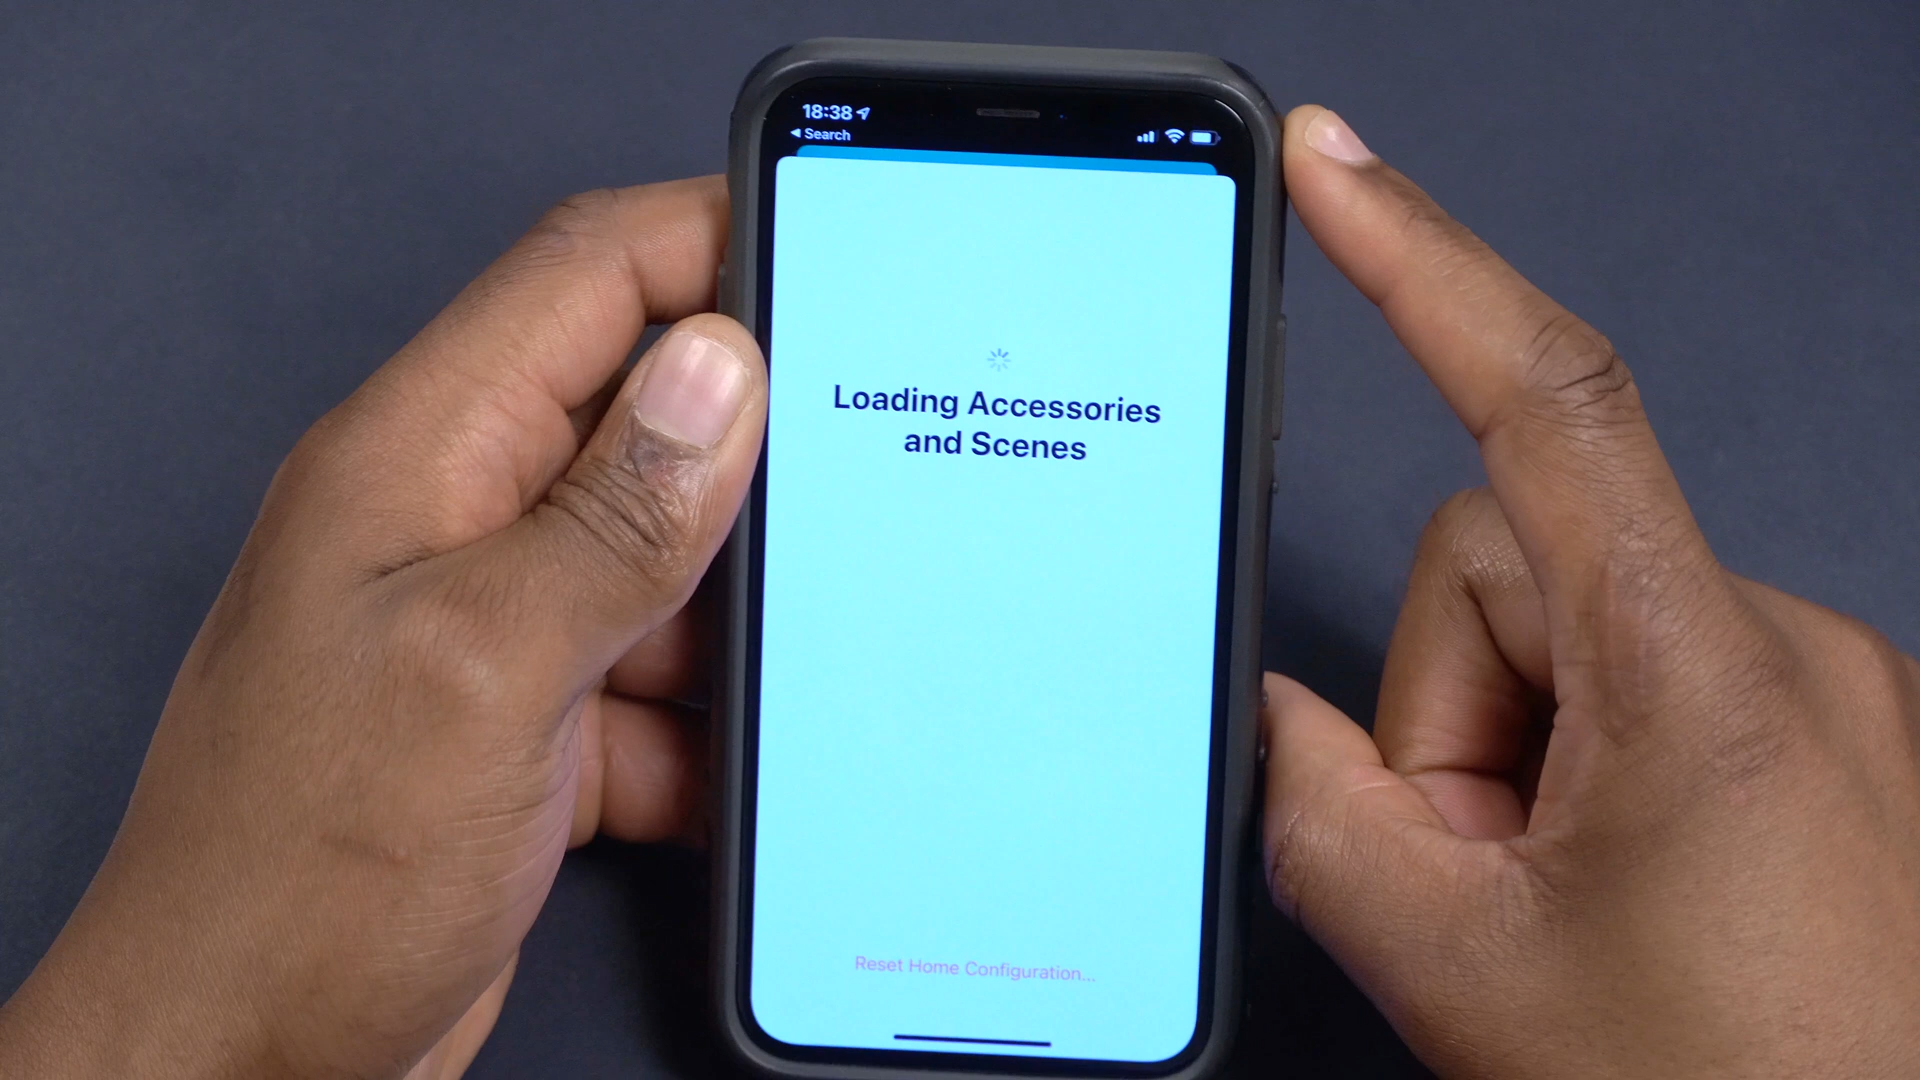 18:38
Search
Loading Accessories
and Scenes
Reset Home Configuration...